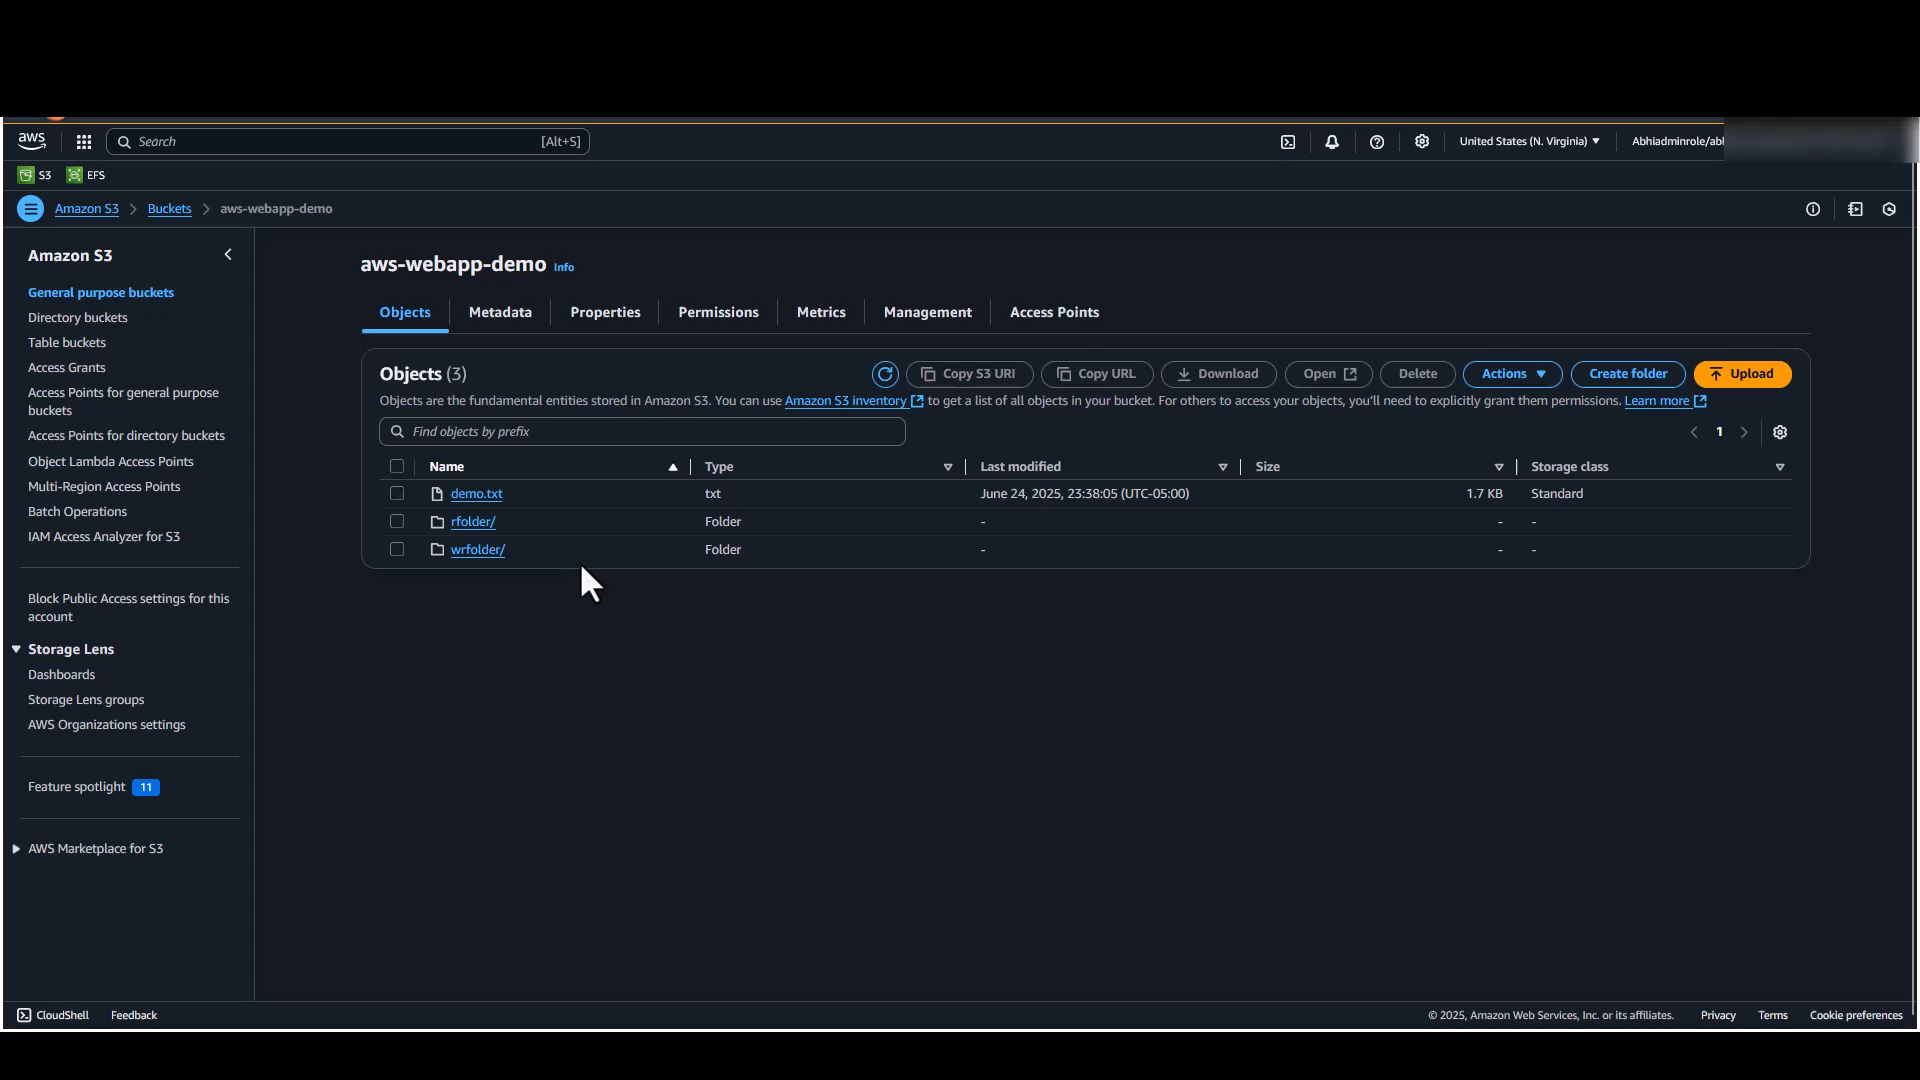 aws Search [Alt+S] United States (N. Virginia) Abhiadminrole/abl
S3 EFS
Amazon S3 Buckets aws-webapp-demo
Amazon S3
General purpose buckets
Directory buckets
Table buckets
Access Grants
Access Points for general purpose
buckets
Access Points for directory buckets
Object Lambda Access Points
Multi-Region Access Points
Batch Operations
IAM Access Analyzer for S3
Block Public Access settings for this
account
Storage Lens
Dashboards
Storage Lens groups
AWS Organizations settings
Feature spotlight 11
AWS Marketplace for S3
aws-webapp-demo Info
Objects Metadata Properties Permissions Metrics Management Access Points
Objects (3) Copy S3 URI Copy URL Download Open Delete Actions Create folder Upload
Objects are the fundamental entities stored in Amazon S3. You can use Amazon S3 inventory to get a list of all objects in your bucket. For others to access your objects, you'll need to explicitly grant them permissions. Learn more
Find objects by prefix 1
Name Type Last modified Size Storage class
demo.txt txt June 24, 2025, 23:38:05 (UTC-05:00) 1.7 KB Standard
rfolder/ Folder - - -
wrfolder/ Folder - - -
CloudShell Feedback © 2025, Amazon Web Services, Inc. or its affiliates. Privacy Terms Cookie preferences